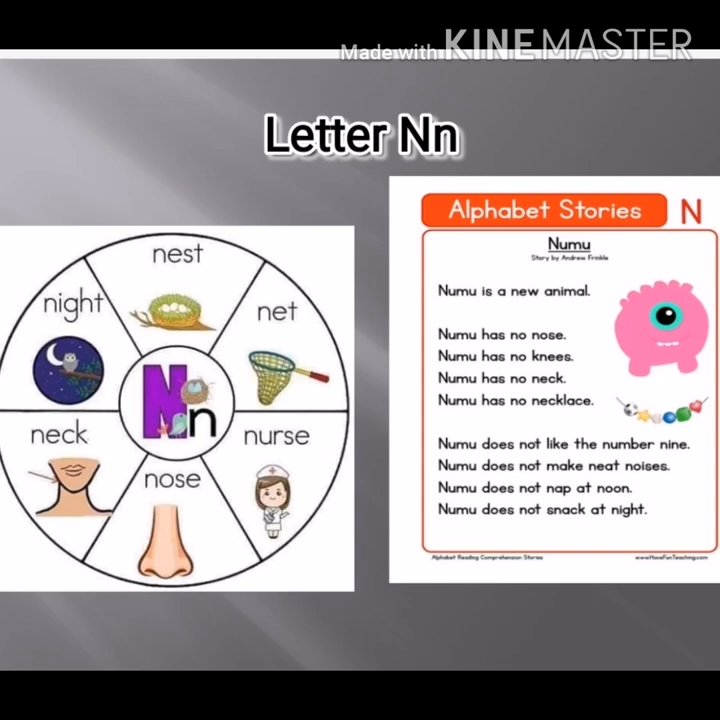 Made with KINEMASTER
Letter Nn
nest
night
net
Nn
neck
nurse
nose
Alphabet Stories N
Numu
Story by Andrew Frinkle
Numu is a new animal.
Numu has no nose.
Numu has no knees.
Numu has no neck.
Numu has no necklace.
Numu does not like the number nine.
Numu does not make neat noises.
Numu does not nap at noon.
Numu does not snack at night.
Alphabet Reading Comprehension Stories
www.HaveFunTeaching.com